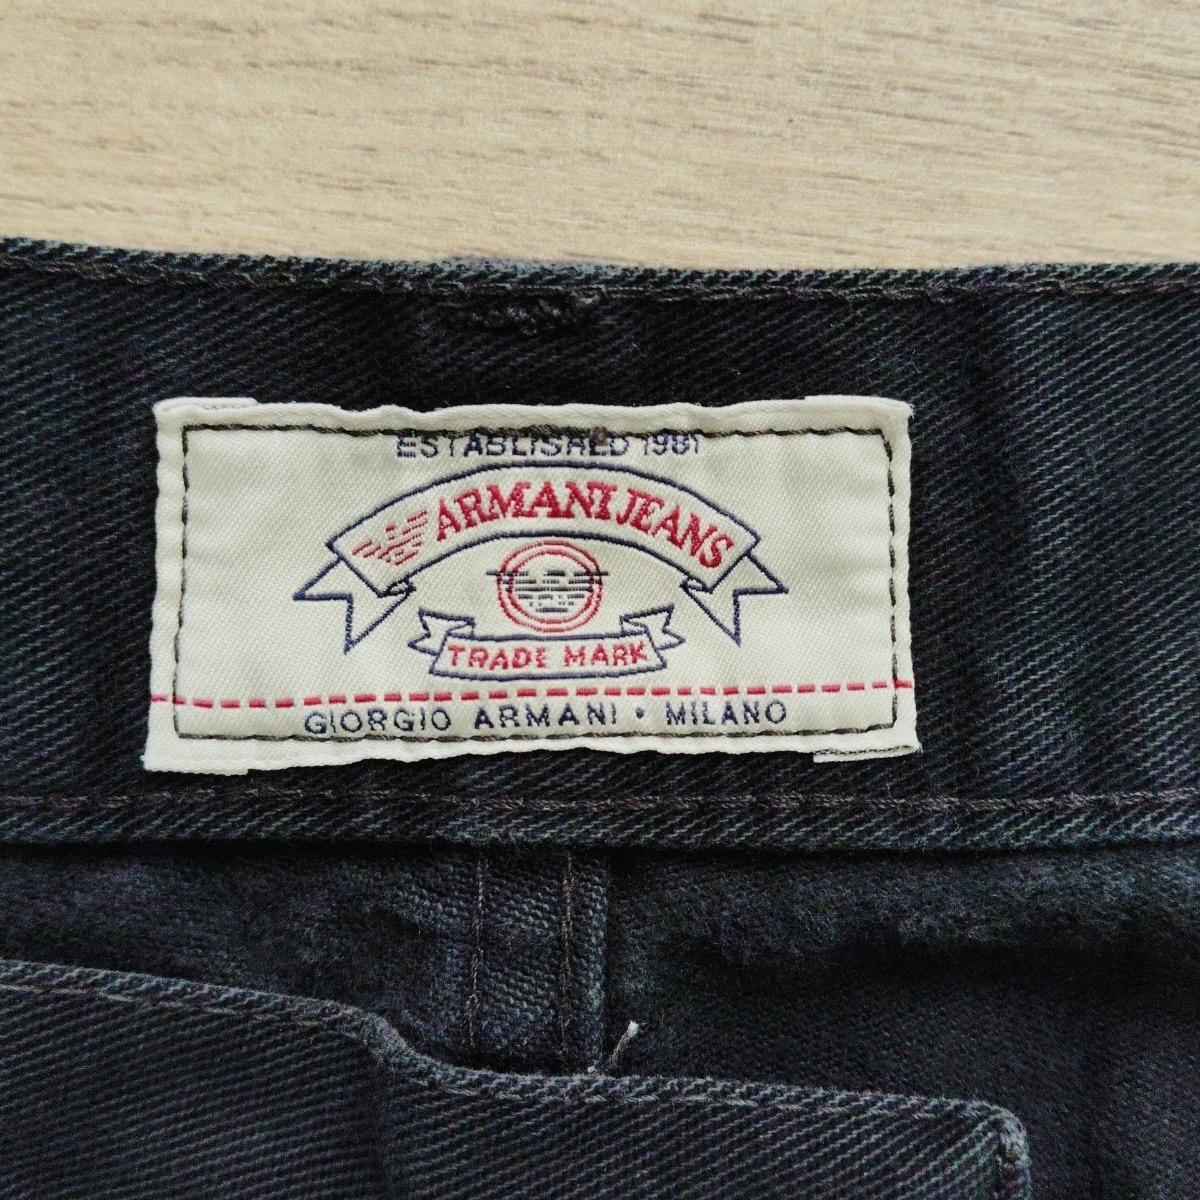 ESTABLISHED 1981
ARMANI JEANS
TRADE MARK
GIORGIO ARMANI • MILANO